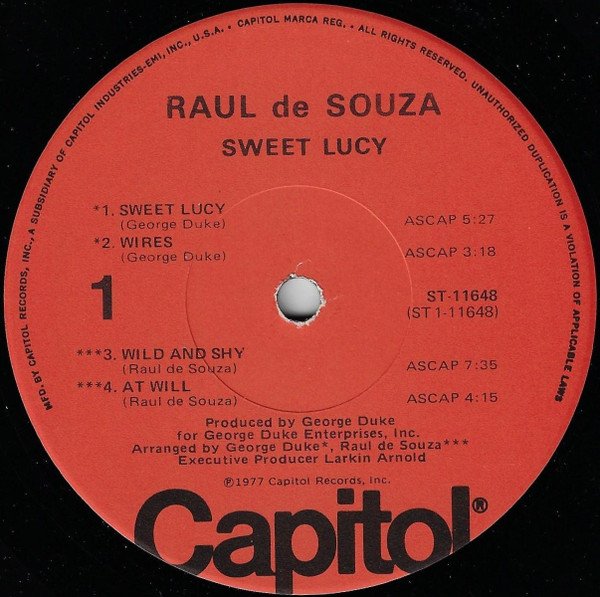 MFD. BY CAPITOL RECORDS, INC., A SUBSIDIARY OF CAPITOL INDUSTRIES-EMI, INC., U.S.A. • CAPITOL MARCA REG. • ALL RIGHTS RESERVED. UNAUTHORIZED DUPLICATION IS A VIOLATION OF APPLICABLE LAWS
RAUL de SOUZA
SWEET LUCY
*1. SWEET LUCY ASCAP 5:27
(George Duke)
*2. WIRES ASCAP 3:18
(George Duke)
1 ST-11648
(ST 1-11648)
***3. WILD AND SHY ASCAP 7:35
(Raul de Souza)
***4. AT WILL ASCAP 4:15
(Raul de Souza)
Produced by George Duke
for George Duke Enterprises, Inc.
Arranged by George Duke*, Raul de Souza***
Executive Producer Larkin Arnold
℗1977 Capitol Records, Inc.
Capitol®